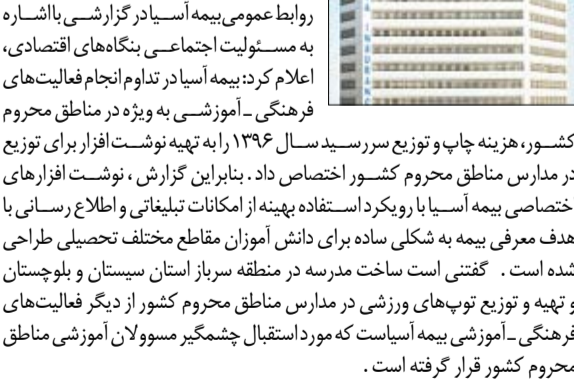 روابط عمومی بیمه آسیا در گزارشی با اشاره
به مسئولیت اجتماعی بنگاه‌های اقتصادی،
اعلام کرد: بیمه آسیا در تداوم انجام فعالیت‌های
فرهنگی ـ آموزشی به ویژه در مناطق محروم
کشور، هزینه چاپ و توزیع سررسید سال ۱۳۹۶ را به تهیه نوشت افزار برای توزیع
در مدارس مناطق محروم کشور اختصاص داد. بنابراین گزارش ، نوشت افزارهای
اختصاصی بیمه آسیا با رویکرد استفاده بهینه از امکانات تبلیغاتی و اطلاع رسانی با
هدف معرفی بیمه به شکلی ساده برای دانش آموزان مقاطع مختلف تحصیلی طراحی
شده است . گفتنی است ساخت مدرسه در منطقه سرباز استان سیستان و بلوچستان
و تهیه و توزیع توپ‌های ورزشی در مدارس مناطق محروم کشور از دیگر فعالیت‌های
فرهنگی ـ آموزشی بیمه آسیاست که مورد استقبال چشمگیر مسوولان آموزشی مناطق
محروم کشور قرار گرفته است .